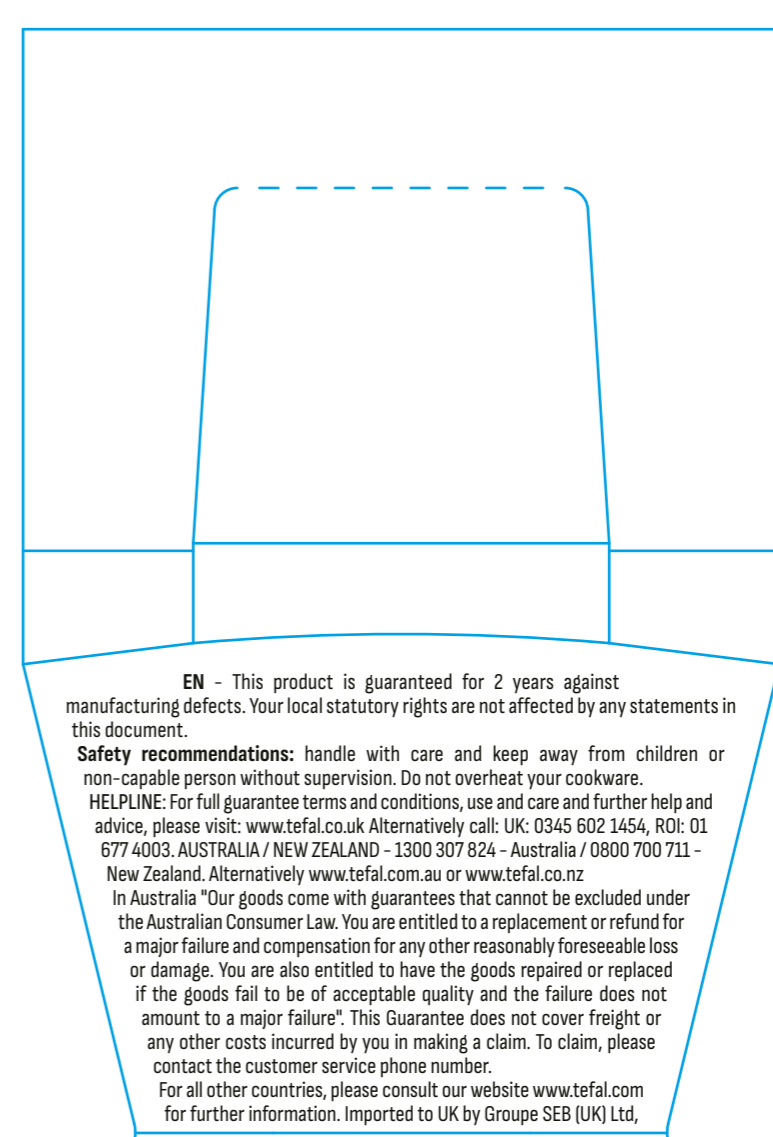 EN - This product is guaranteed for 2 years against
manufacturing defects. Your local statutory rights are not affected by any statements in
this document.
Safety recommendations: handle with care and keep away from children or
non-capable person without supervision. Do not overheat your cookware.
HELPLINE: For full guarantee terms and conditions, use and care and further help and
advice, please visit: www.tefal.co.uk Alternatively call: UK: 0345 602 1454, ROI: 01
677 4003. AUSTRALIA / NEW ZEALAND - 1300 307 824 - Australia / 0800 700 711 -
New Zealand. Alternatively www.tefal.com.au or www.tefal.co.nz
In Australia "Our goods come with guarantees that cannot be excluded under
the Australian Consumer Law. You are entitled to a replacement or refund for
a major failure and compensation for any other reasonably foreseeable loss
or damage. You are also entitled to have the goods repaired or replaced
if the goods fail to be of acceptable quality and the failure does not
amount to a major failure". This Guarantee does not cover freight or
any other costs incurred by you in making a claim. To claim, please
contact the customer service phone number.
For all other countries, please consult our website www.tefal.com
for further information. Imported to UK by Groupe SEB (UK) Ltd,